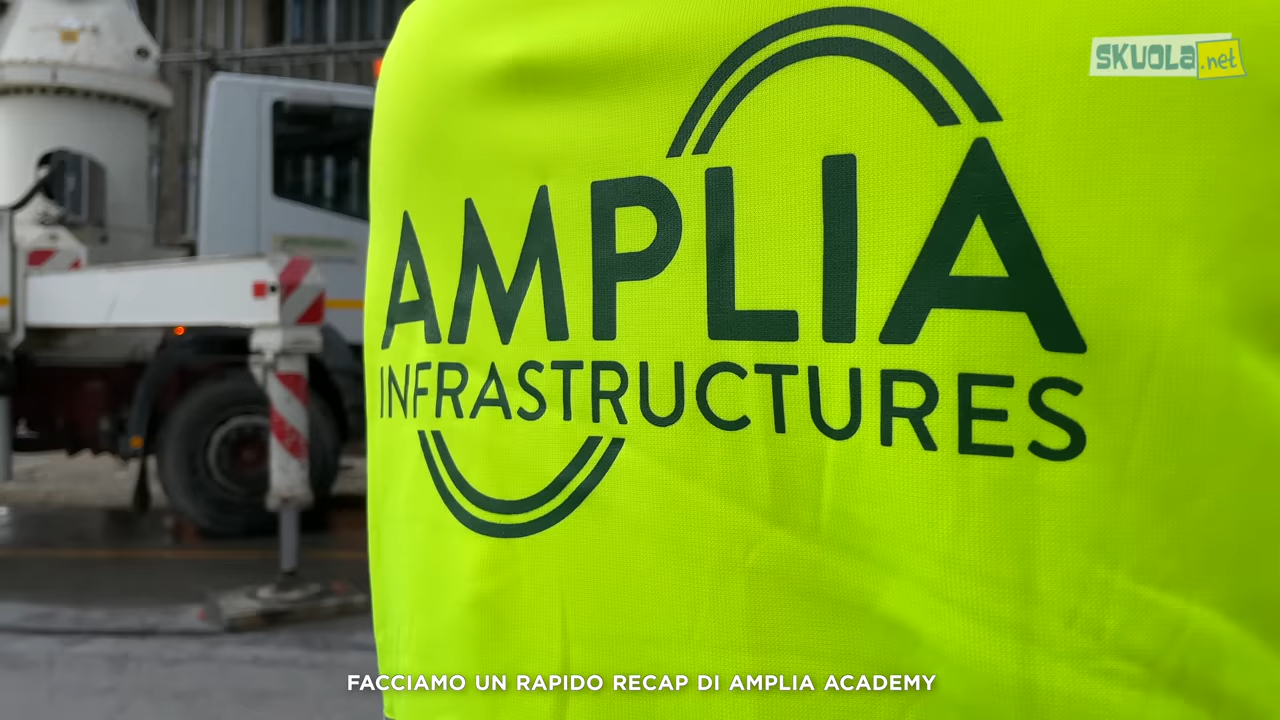 SKUOLA.net
AMPLIA
INFRASTRUCTURES
FACCIAMO UN RAPIDO RECAP DI AMPLIA ACADEMY